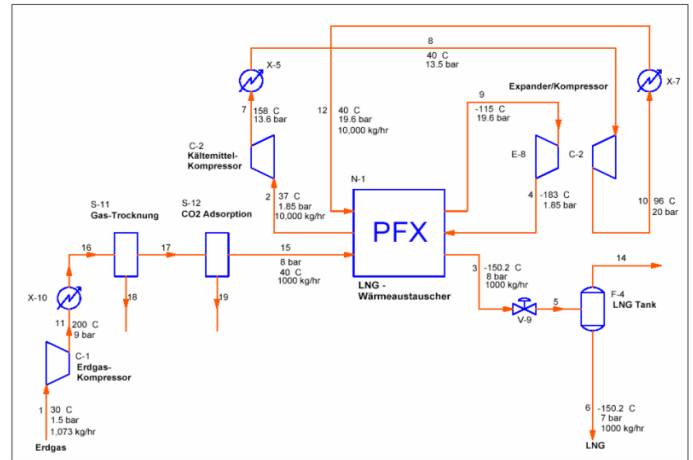 8
40 C
13.5 bar
X-5
X-7
7
158 C
13.6 bar
12
40 C
19.6 bar
10,000 kg/hr
9
-115 C
19.6 bar
Expander/Kompressor
C-2
Kältemittel-
Kompressor
E-8
C-2
2
37 C
1.85 bar
10,000 kg/hr
N-1
4
-183 C
1.85 bar
10
96 C
20 bar
S-11
Gas-Trocknung
S-12
CO2 Adsorption
PFX
16
17
15
8 bar
40 C
1000 kg/hr
LNG -
Wärmeaustauscher
3
-150.2 C
8 bar
1000 kg/hr
14
X-10
18
19
V-9
5
F-4
LNG Tank
11
200 C
9 bar
C-1
Erdgas-
Kompressor
1
30 C
1.5 bar
1,073 kg/hr
Erdgas
6
-150.2 C
7 bar
1000 kg/hr
LNG